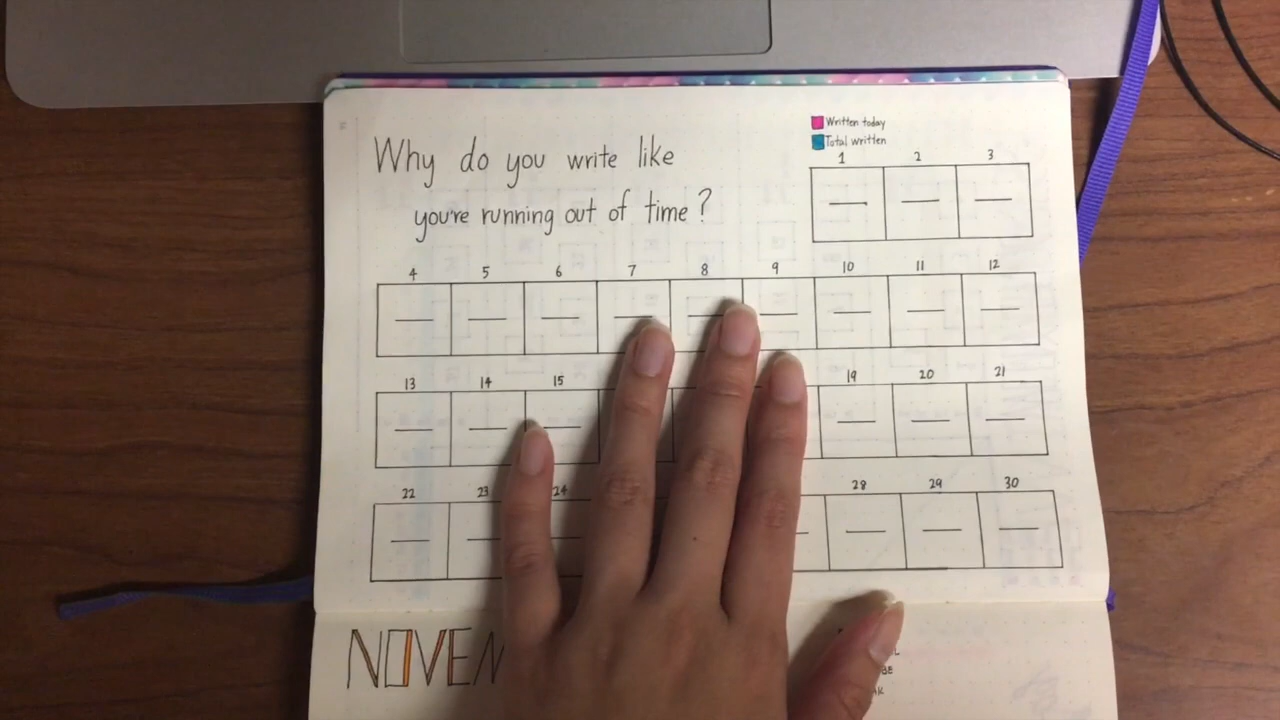 Written today
Total written
Why do you write like
you're running out of time?
1 2 3
4 5 6 7 8 9 10 11 12
13 14 15 19 20 21
22 23 24 28 29 30